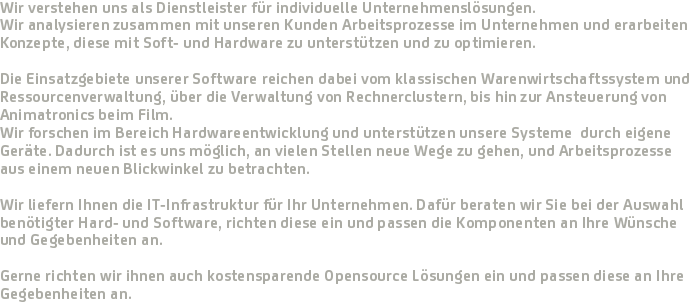 Wir verstehen uns als Dienstleister für individuelle Unternehmenslösungen.
Wir analysieren zusammen mit unseren Kunden Arbeitsprozesse im Unternehmen und erarbeiten
Konzepte, diese mit Soft- und Hardware zu unterstützen und zu optimieren.

Die Einsatzgebiete unserer Software reichen dabei vom klassischen Warenwirtschaftssystem und
Ressourcenverwaltung, über die Verwaltung von Rechnerclustern, bis hin zur Ansteuerung von
Animatronics beim Film.
Wir forschen im Bereich Hardwareentwicklung und unterstützen unsere Systeme  durch eigene
Geräte. Dadurch ist es uns möglich, an vielen Stellen neue Wege zu gehen, und Arbeitsprozesse
aus einem neuen Blickwinkel zu betrachten.

Wir liefern Ihnen die IT-Infrastruktur für Ihr Unternehmen. Dafür beraten wir Sie bei der Auswahl
benötigter Hard- und Software, richten diese ein und passen die Komponenten an Ihre Wünsche
und Gegebenheiten an.

Gerne richten wir ihnen auch kostensparende Opensource Lösungen ein und passen diese an Ihre
Gegebenheiten an.